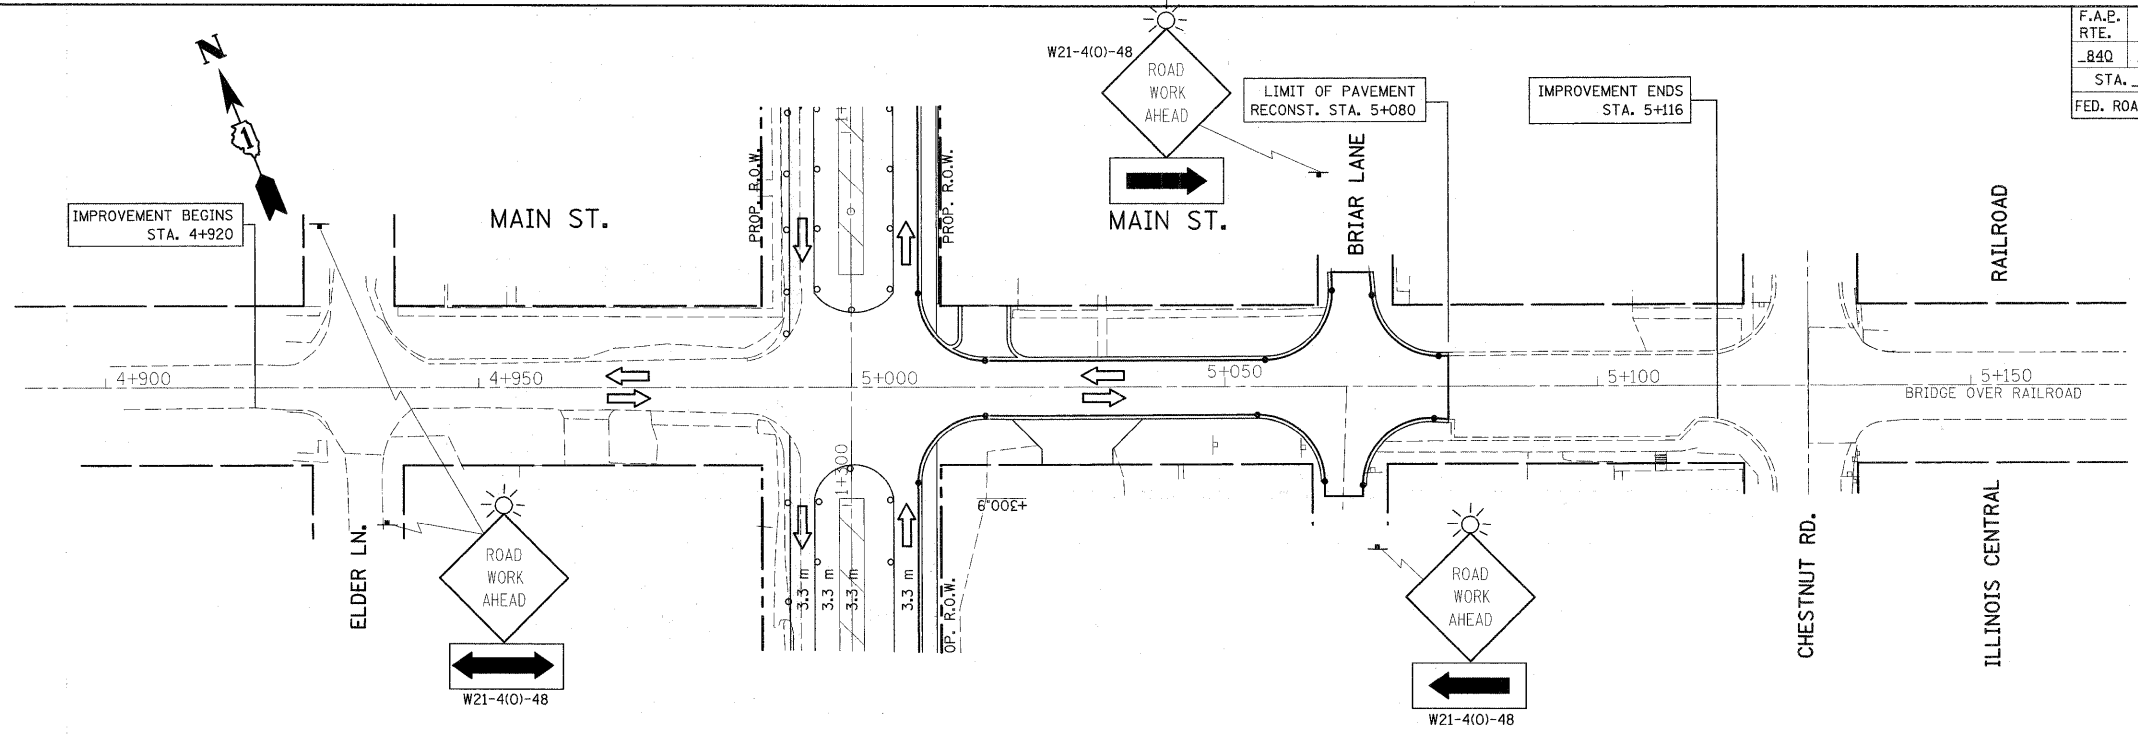 F.A.P.
RTE.
840
STA.
FED. ROA
N
1
W21-4(O)-48
ROAD
WORK
AHEAD
LIMIT OF PAVEMENT
RECONST. STA. 5+080
IMPROVEMENT ENDS
STA. 5+116
IMPROVEMENT BEGINS
STA. 4+920
MAIN ST.
PROP. R.O.W.
PROP. R.O.W.
MAIN ST.
BRIAR LANE
RAILROAD
4+900
4+950
5+000
5+050
5+100
5+150
BRIDGE OVER RAILROAD
1+300
+300.9
ELDER LN.
ROAD
WORK
AHEAD
W21-4(O)-48
3.3 m
3.3 m
3.3 m
3.3 m
OP. R.O.W.
ROAD
WORK
AHEAD
W21-4(O)-48
CHESTNUT RD.
ILLINOIS CENTRAL